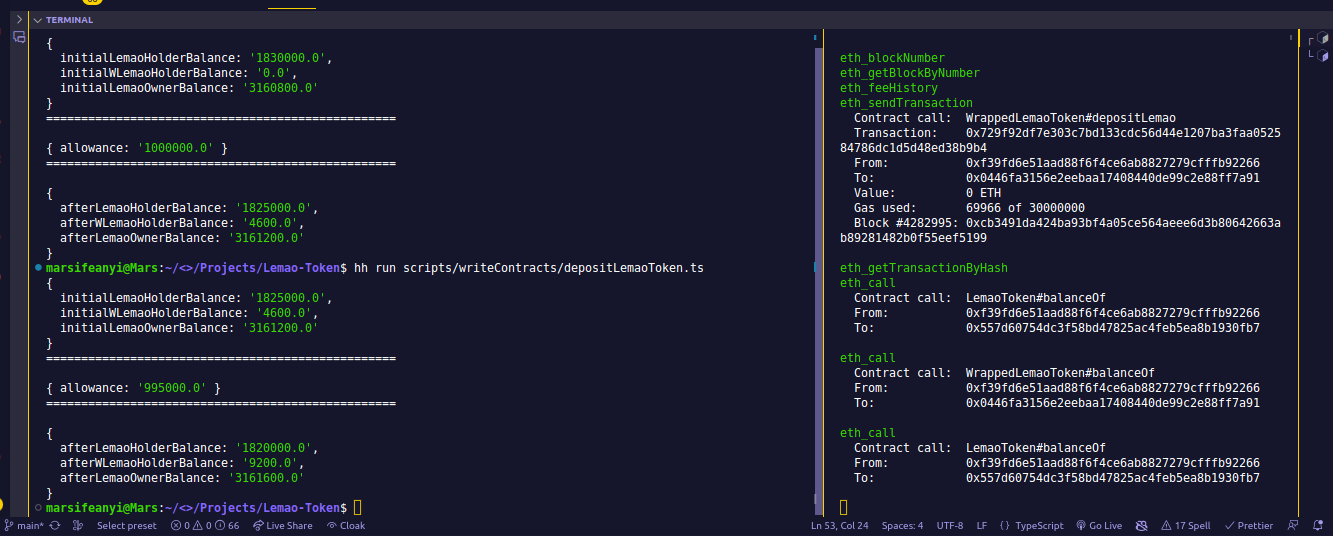 TERMINAL
{
  initialLemaoHolderBalance: '1830000.0',
  initialWLemaoHolderBalance: '0.0',
  initialLemaoOwnerBalance: '3160800.0'
}
==================================================
{ allowance: '1000000.0' }
==================================================
{
  afterLemaoHolderBalance: '1825000.0',
  afterWLemaoHolderBalance: '4600.0',
  afterLemaoOwnerBalance: '3161200.0'
}
marsifeanyi@Mars:~/<>/Projects/Lemao-Token$ hh run scripts/writeContracts/depositLemaoToken.ts
{
  initialLemaoHolderBalance: '1825000.0',
  initialWLemaoHolderBalance: '4600.0',
  initialLemaoOwnerBalance: '3161200.0'
}
==================================================
{ allowance: '995000.0' }
==================================================
{
  afterLemaoHolderBalance: '1820000.0',
  afterWLemaoHolderBalance: '9200.0',
  afterLemaoOwnerBalance: '3161600.0'
}
marsifeanyi@Mars:~/<>/Projects/Lemao-Token$
eth_blockNumber
eth_getBlockByNumber
eth_feeHistory
eth_sendTransaction
  Contract call:  WrappedLemaoToken#depositLemao
  Transaction:    0x729f92df7e303c7bd133cdc56d44e1207ba3faa0525
84786dc1d5d48ed38b9b4
  From:           0xf39fd6e51aad88f6f4ce6ab8827279cfffb92266
  To:             0x0446fa3156e2eebaa17408440de99c2e88ff7a91
  Value:          0 ETH
  Gas used:       69966 of 30000000
  Block #4282995: 0xcb3491da424ba93bf4a05ce564aeee6d3b80642663a
b89281482b0f55eef5199
eth_getTransactionByHash
eth_call
  Contract call:  LemaoToken#balanceOf
  From:           0xf39fd6e51aad88f6f4ce6ab8827279cfffb92266
  To:             0x557d60754dc3f58bd47825ac4feb5ea8b1930fb7
eth_call
  Contract call:  WrappedLemaoToken#balanceOf
  From:           0xf39fd6e51aad88f6f4ce6ab8827279cfffb92266
  To:             0x0446fa3156e2eebaa17408440de99c2e88ff7a91
eth_call
  Contract call:  LemaoToken#balanceOf
  From:           0xf39fd6e51aad88f6f4ce6ab8827279cfffb92266
  To:             0x557d60754dc3f58bd47825ac4feb5ea8b1930fb7
main* Select preset 0 0 66 Live Share Cloak Ln 53, Col 24 Spaces: 4 UTF-8 LF {} TypeScript Go Live 17 Spell Prettier